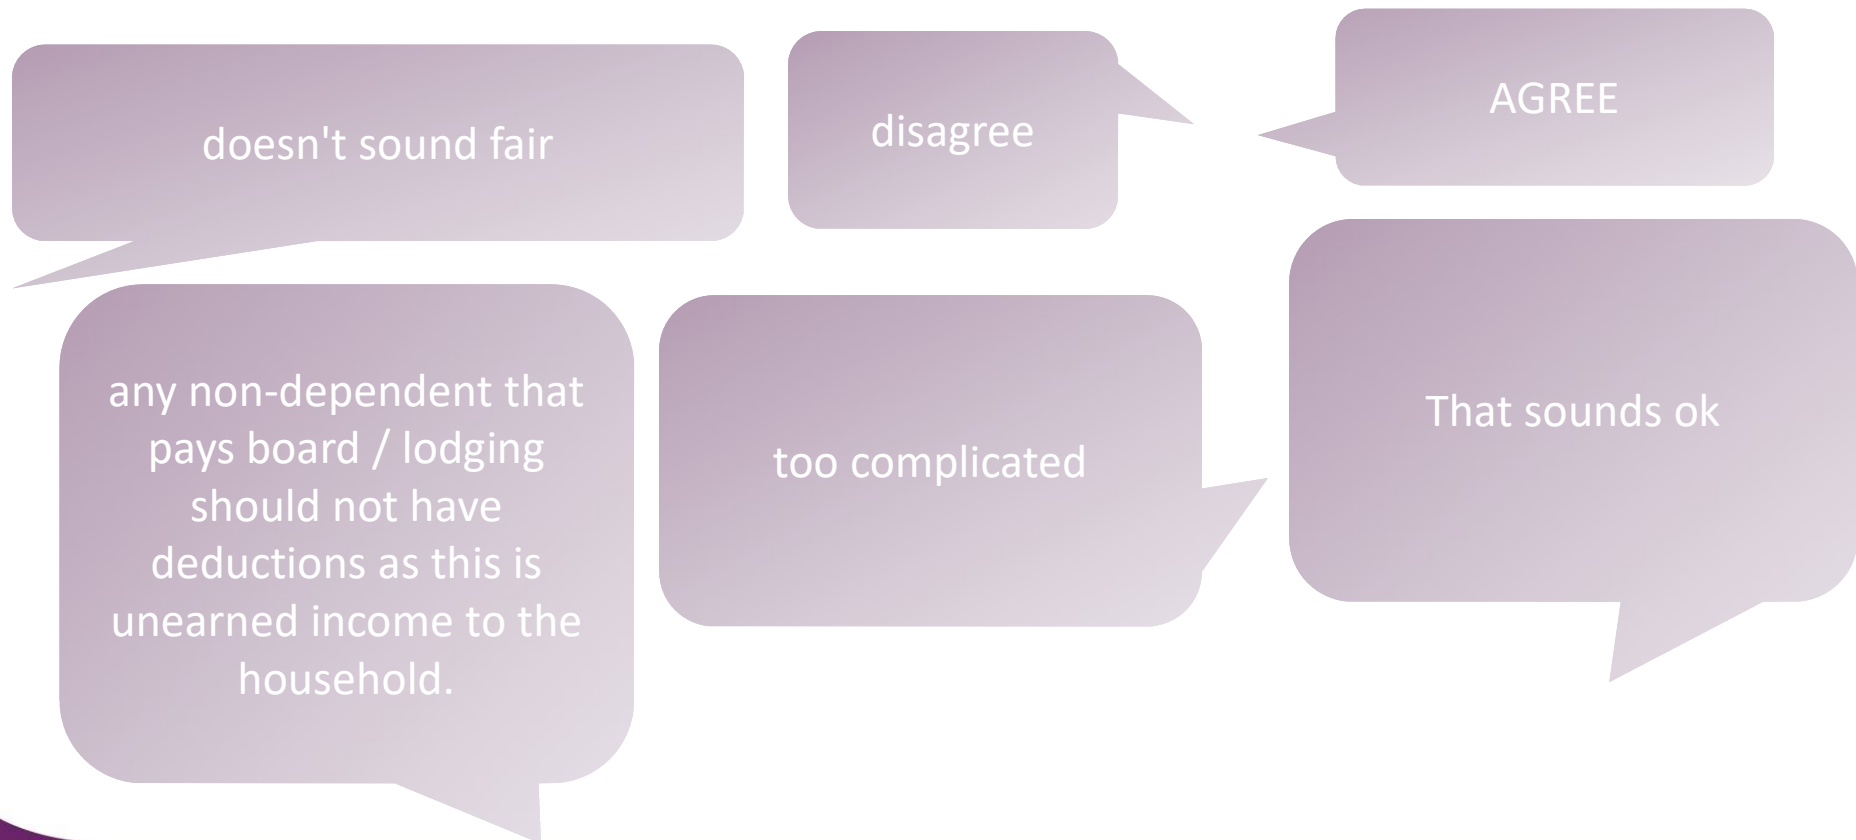 doesn't sound fair
disagree
AGREE
any non-dependent that
pays board / lodging
should not have
deductions as this is
unearned income to the
household.
too complicated
That sounds ok